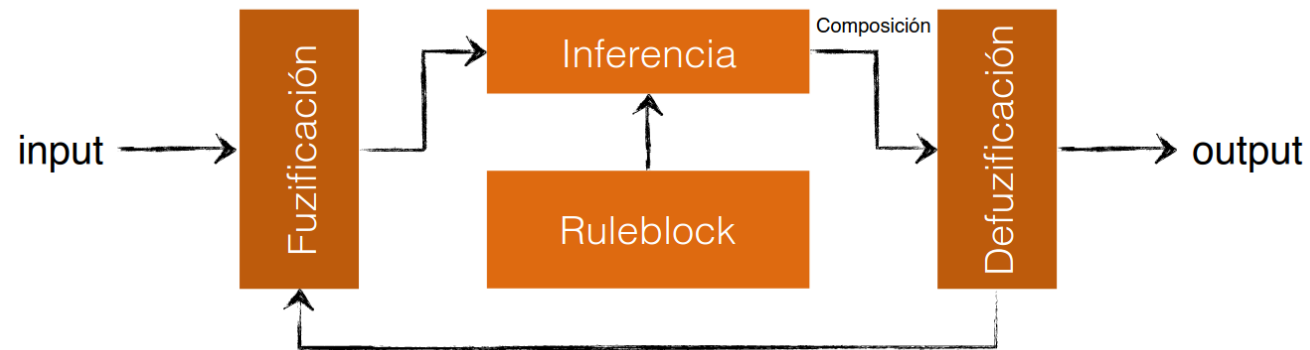 input
Fuzificación
Inferencia
Ruleblock
Composición
Defuzificación
output